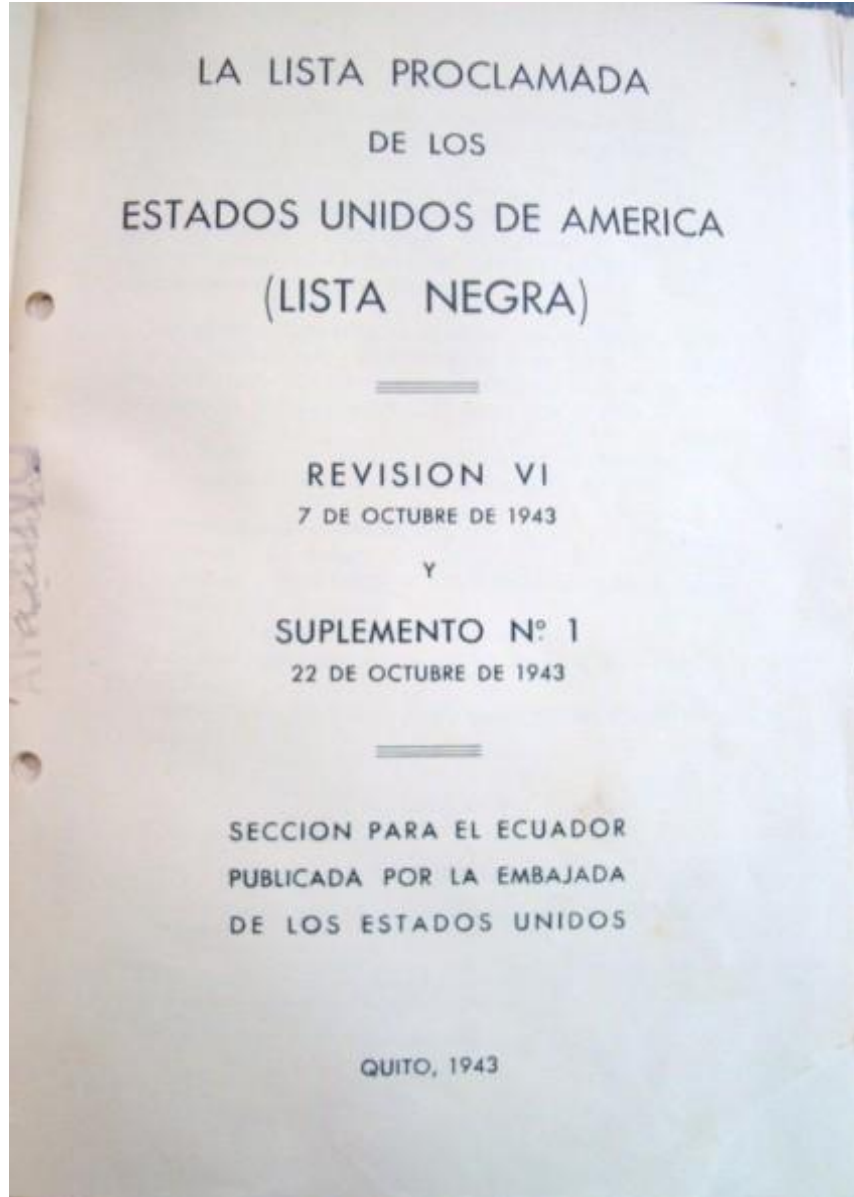 LA LISTA PROCLAMADA
DE LOS
ESTADOS UNIDOS DE AMERICA
(LISTA NEGRA)
REVISION VI
7 DE OCTUBRE DE 1943
Y
SUPLEMENTO Nº 1
22 DE OCTUBRE DE 1943
SECCION PARA EL ECUADOR
PUBLICADA POR LA EMBAJADA
DE LOS ESTADOS UNIDOS
QUITO, 1943